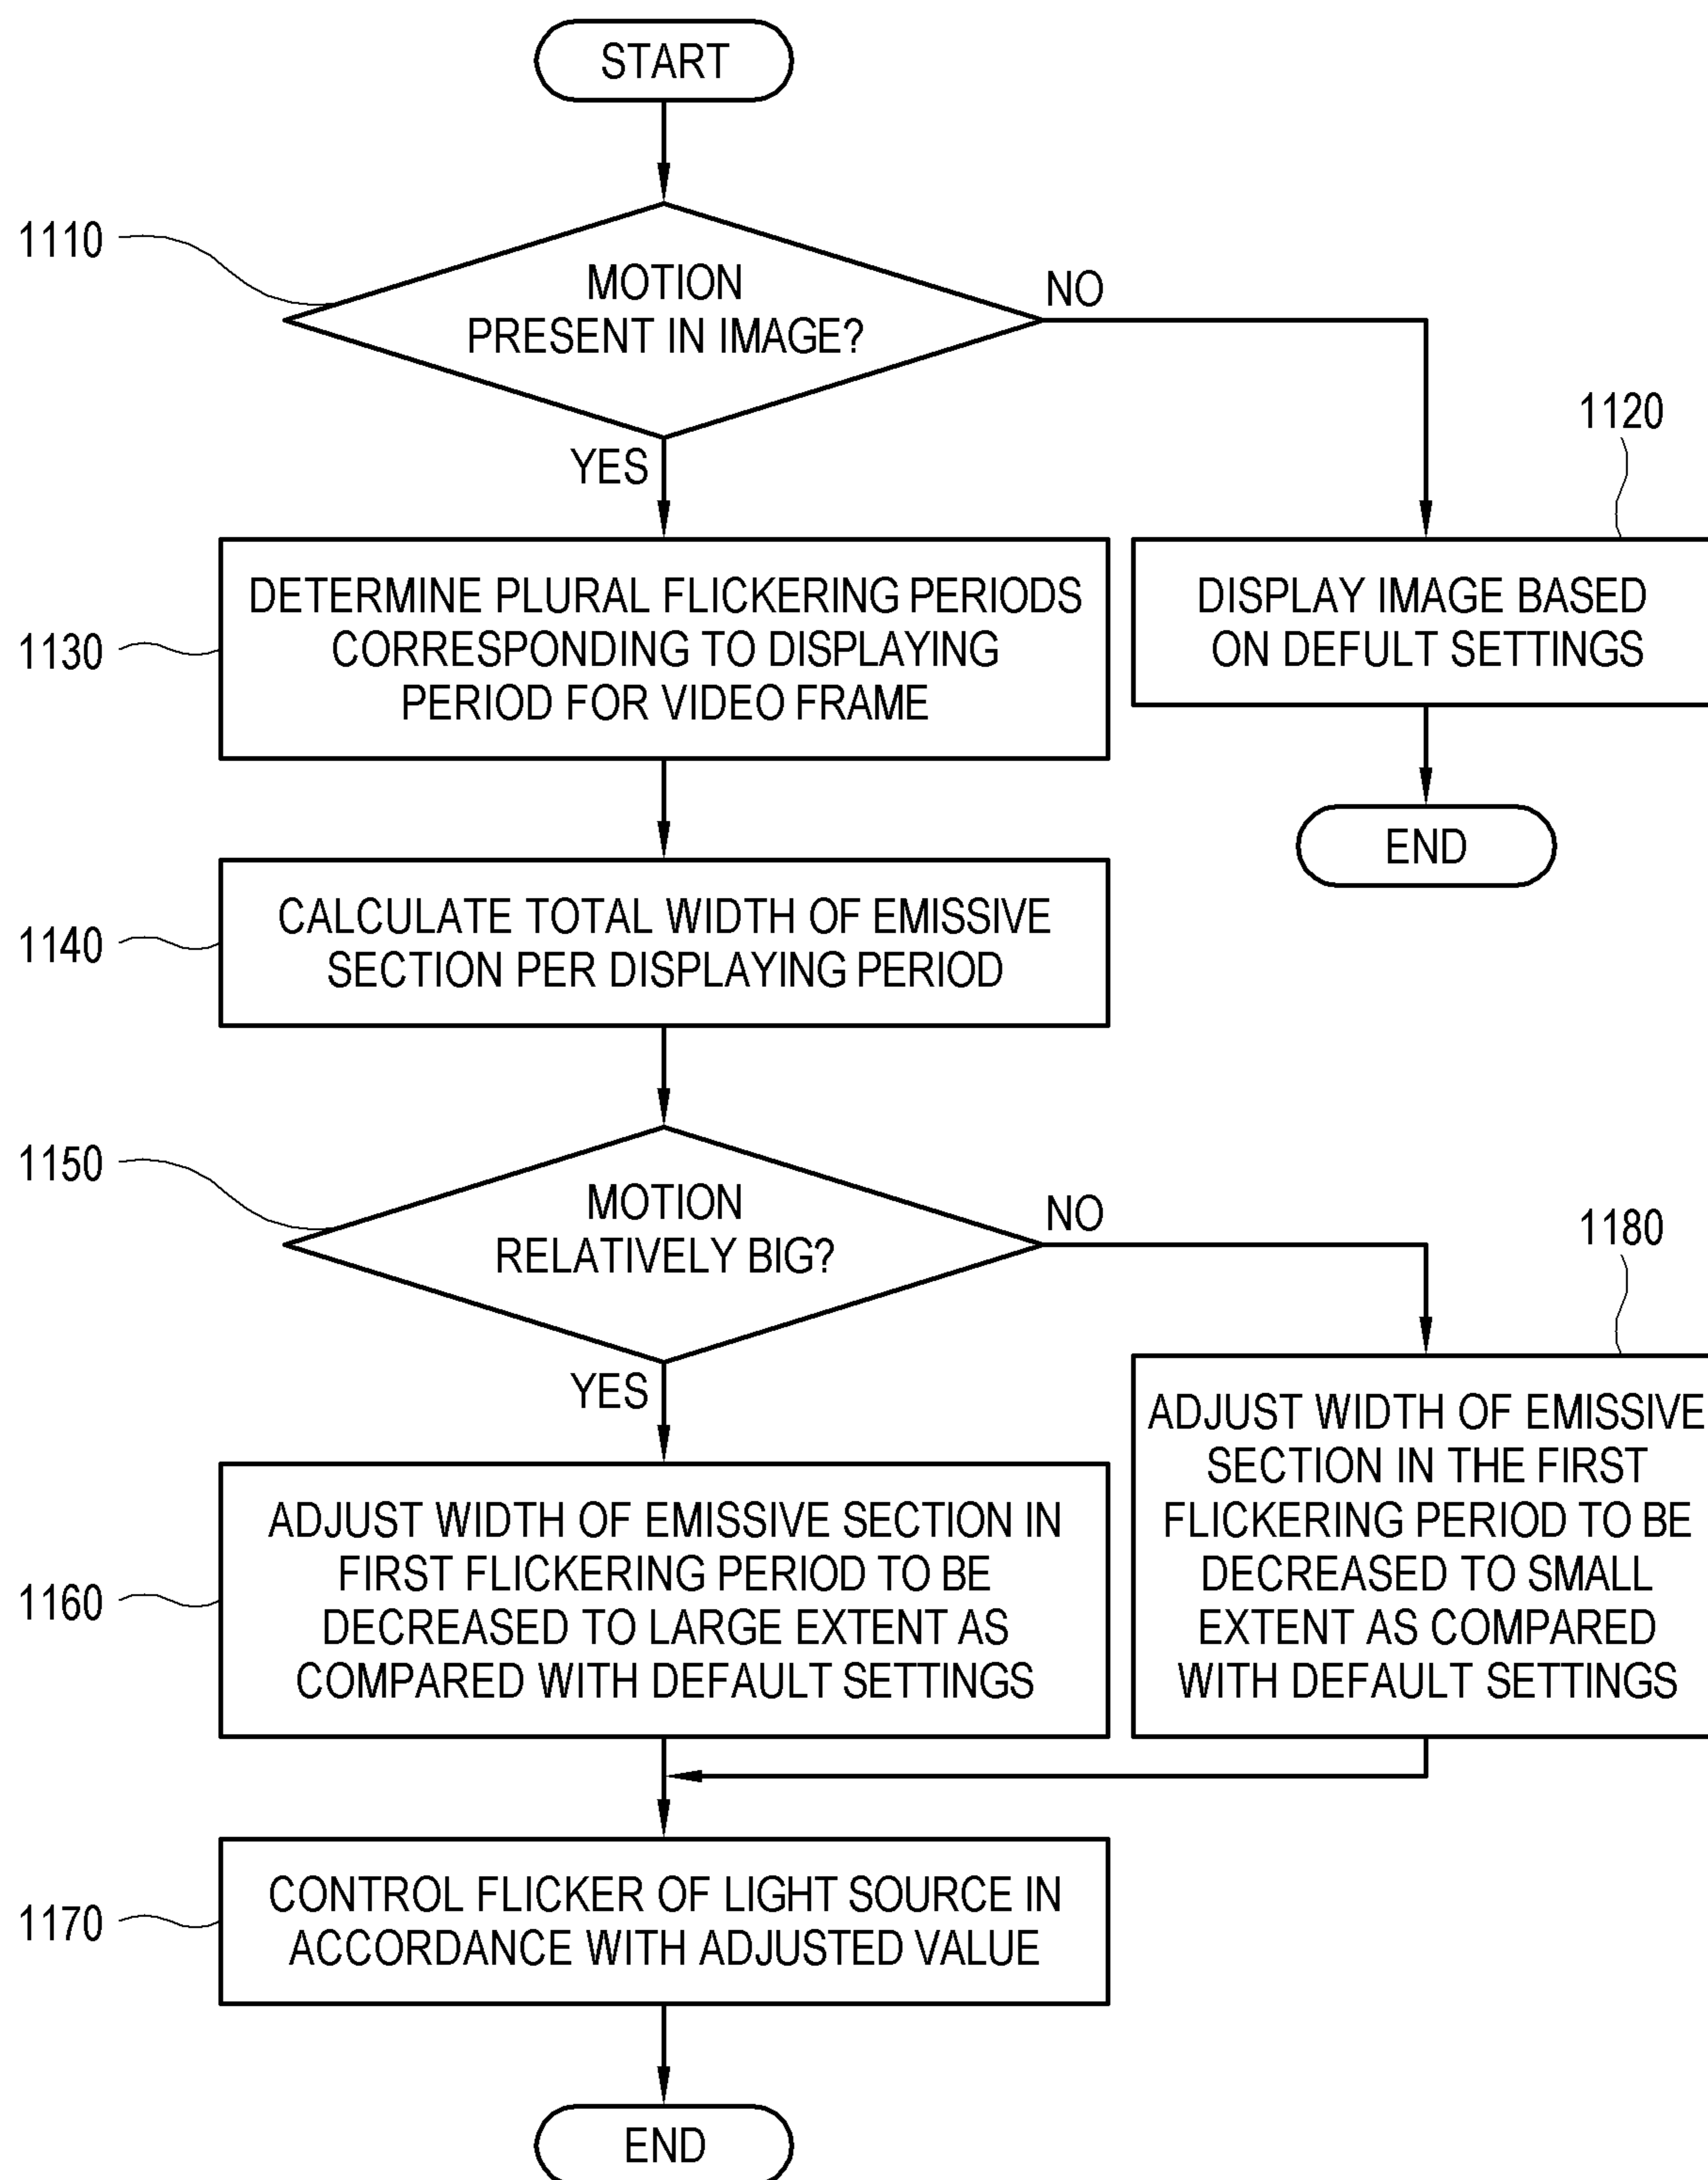 START
1110
MOTION
PRESENT IN IMAGE?
NO
YES
1120
DISPLAY IMAGE BASED
ON DEFULT SETTINGS
END
1130
DETERMINE PLURAL FLICKERING PERIODS
CORRESPONDING TO DISPLAYING
PERIOD FOR VIDEO FRAME
1140
CALCULATE TOTAL WIDTH OF EMISSIVE
SECTION PER DISPLAYING PERIOD
1150
MOTION
RELATIVELY BIG?
NO
YES
1180
ADJUST WIDTH OF EMISSIVE
SECTION IN THE FIRST
FLICKERING PERIOD TO BE
DECREASED TO SMALL
EXTENT AS COMPARED
WITH DEFAULT SETTINGS
1160
ADJUST WIDTH OF EMISSIVE SECTION IN
FIRST FLICKERING PERIOD TO BE
DECREASED TO LARGE EXTENT AS
COMPARED WITH DEFAULT SETTINGS
1170
CONTROL FLICKER OF LIGHT SOURCE IN
ACCORDANCE WITH ADJUSTED VALUE
END